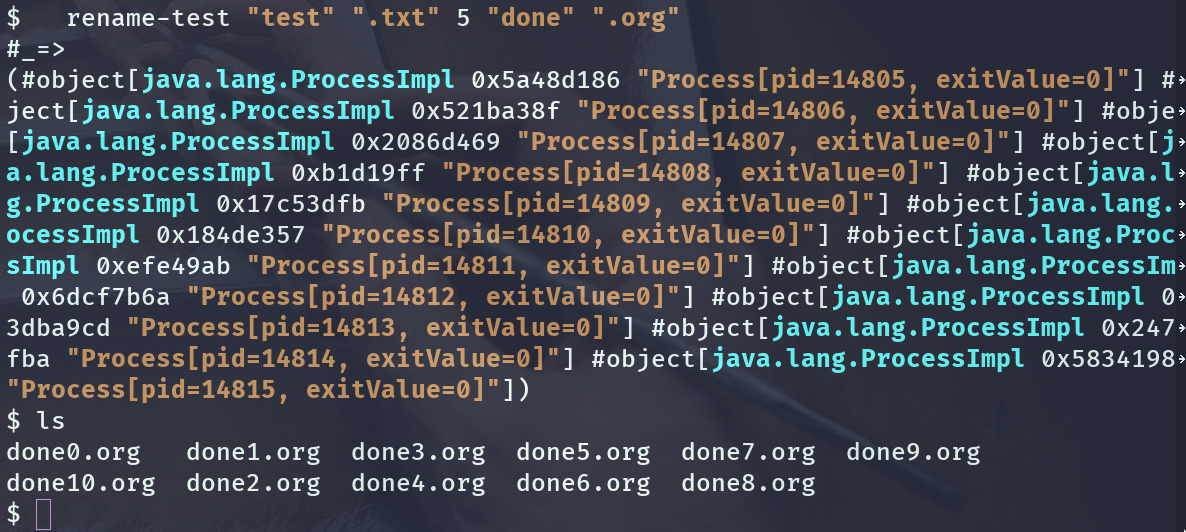 $   rename-test "test" ".txt" 5 "done" ".org"
#_=>
(#object[java.lang.ProcessImpl 0x5a48d186 "Process[pid=14805, exitValue=0]"] #
ject[java.lang.ProcessImpl 0x521ba38f "Process[pid=14806, exitValue=0]"] #obje
[java.lang.ProcessImpl 0x2086d469 "Process[pid=14807, exitValue=0]"] #object[j
a.lang.ProcessImpl 0xb1d19ff "Process[pid=14808, exitValue=0]"] #object[java.l
g.ProcessImpl 0x17c53dfb "Process[pid=14809, exitValue=0]"] #object[java.lang.
ocessImpl 0x184de357 "Process[pid=14810, exitValue=0]"] #object[java.lang.Proc
sImpl 0xefe49ab "Process[pid=14811, exitValue=0]"] #object[java.lang.ProcessIm
 0x6dcf7b6a "Process[pid=14812, exitValue=0]"] #object[java.lang.ProcessImpl 0
3dba9cd "Process[pid=14813, exitValue=0]"] #object[java.lang.ProcessImpl 0x247
fba "Process[pid=14814, exitValue=0]"] #object[java.lang.ProcessImpl 0x5834198
"Process[pid=14815, exitValue=0]"])
$ ls
done0.org   done1.org  done3.org  done5.org  done7.org  done9.org
done10.org  done2.org  done4.org  done6.org  done8.org
$